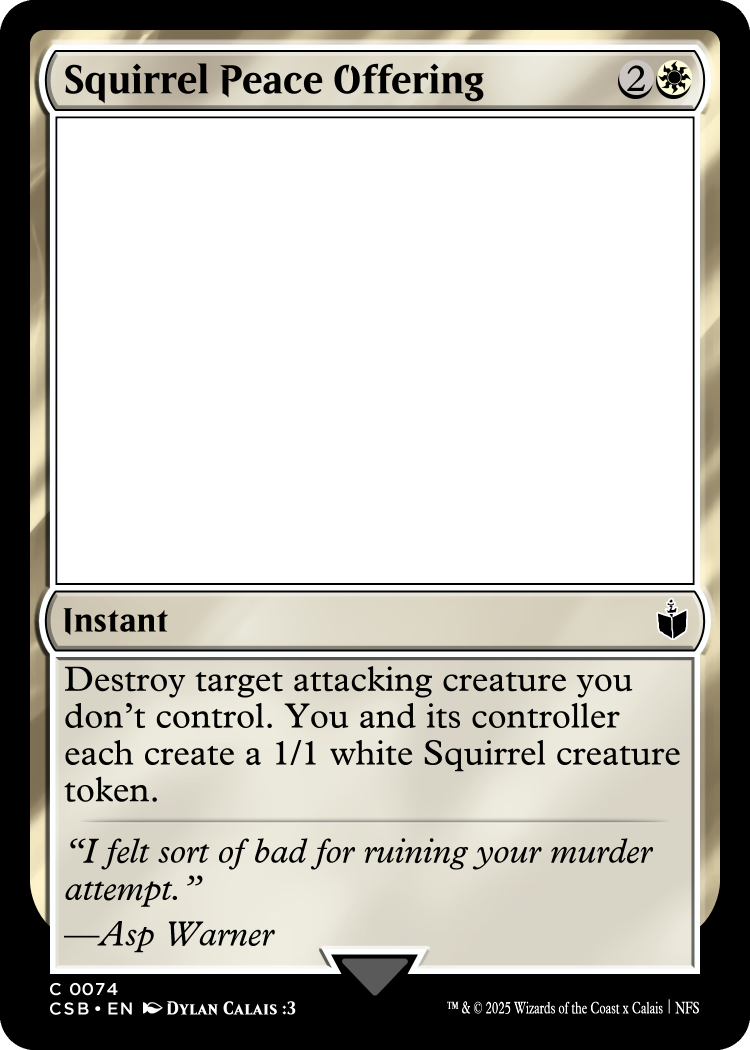 Squirrel Peace Offering 2
Instant
Destroy target attacking creature you
don't control. You and its controller
each create a 1/1 white Squirrel creature
token.
“I felt sort of bad for ruining your murder
attempt.”
—Asp Warner
C 0074
CSB • EN Dylan Calais :3
™ & © 2025 Wizards of the Coast x Calais | NFS